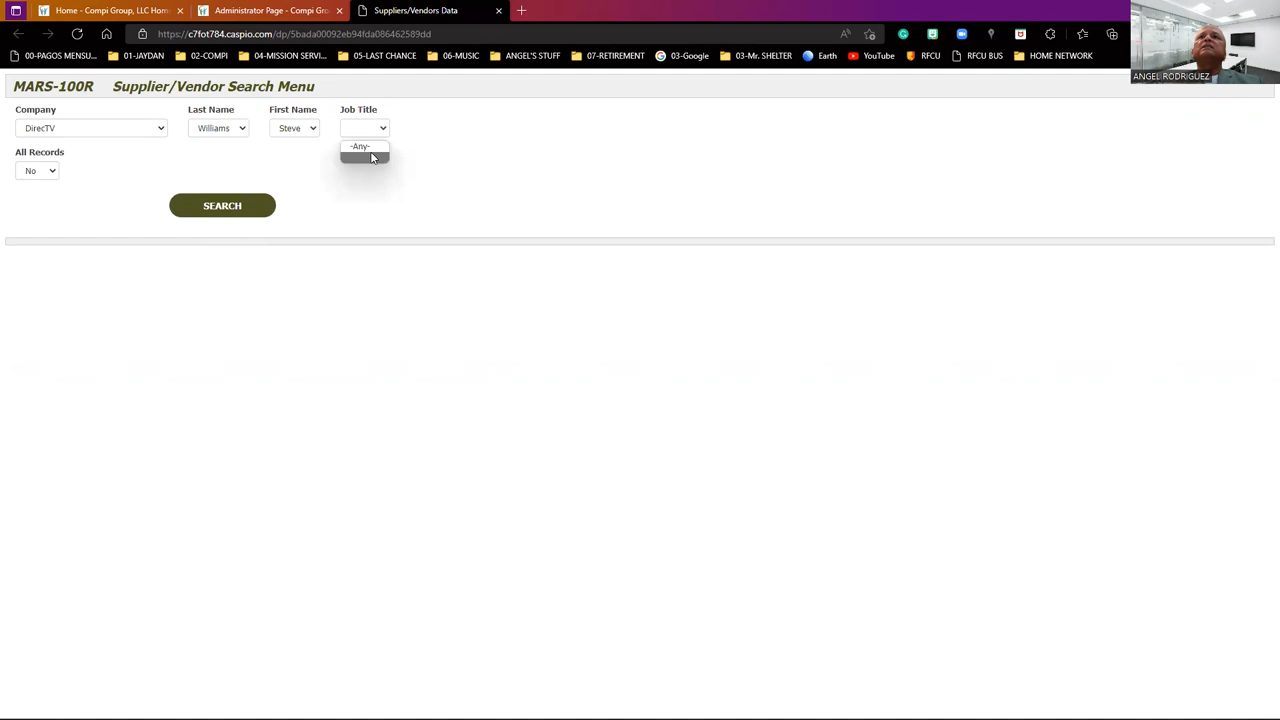 Home - Compi Group, LLC Hom
Administrator Page - Compi Gro
Suppliers/Vendors Data
https://c7fot784.caspio.com/dp/5bada00092eb94fda086462589dd
00-PAGOS MENSU...
01-JAYDAN
02-COMPI
04-MISSION SERVI...
05-LAST CHANCE
06-MUSIC
ANGEL'S STUFF
07-RETIREMENT
03-Google
03-Mr. SHELTER
Earth
YouTube
RFCU
RFCU BUS
HOME NETWORK
ANGEL RODRIGUEZ
MARS-100R Supplier/Vendor Search Menu
Company
Last Name
First Name
Job Title
DirecTV
Williams
Steve
-Any-
All Records
No
SEARCH